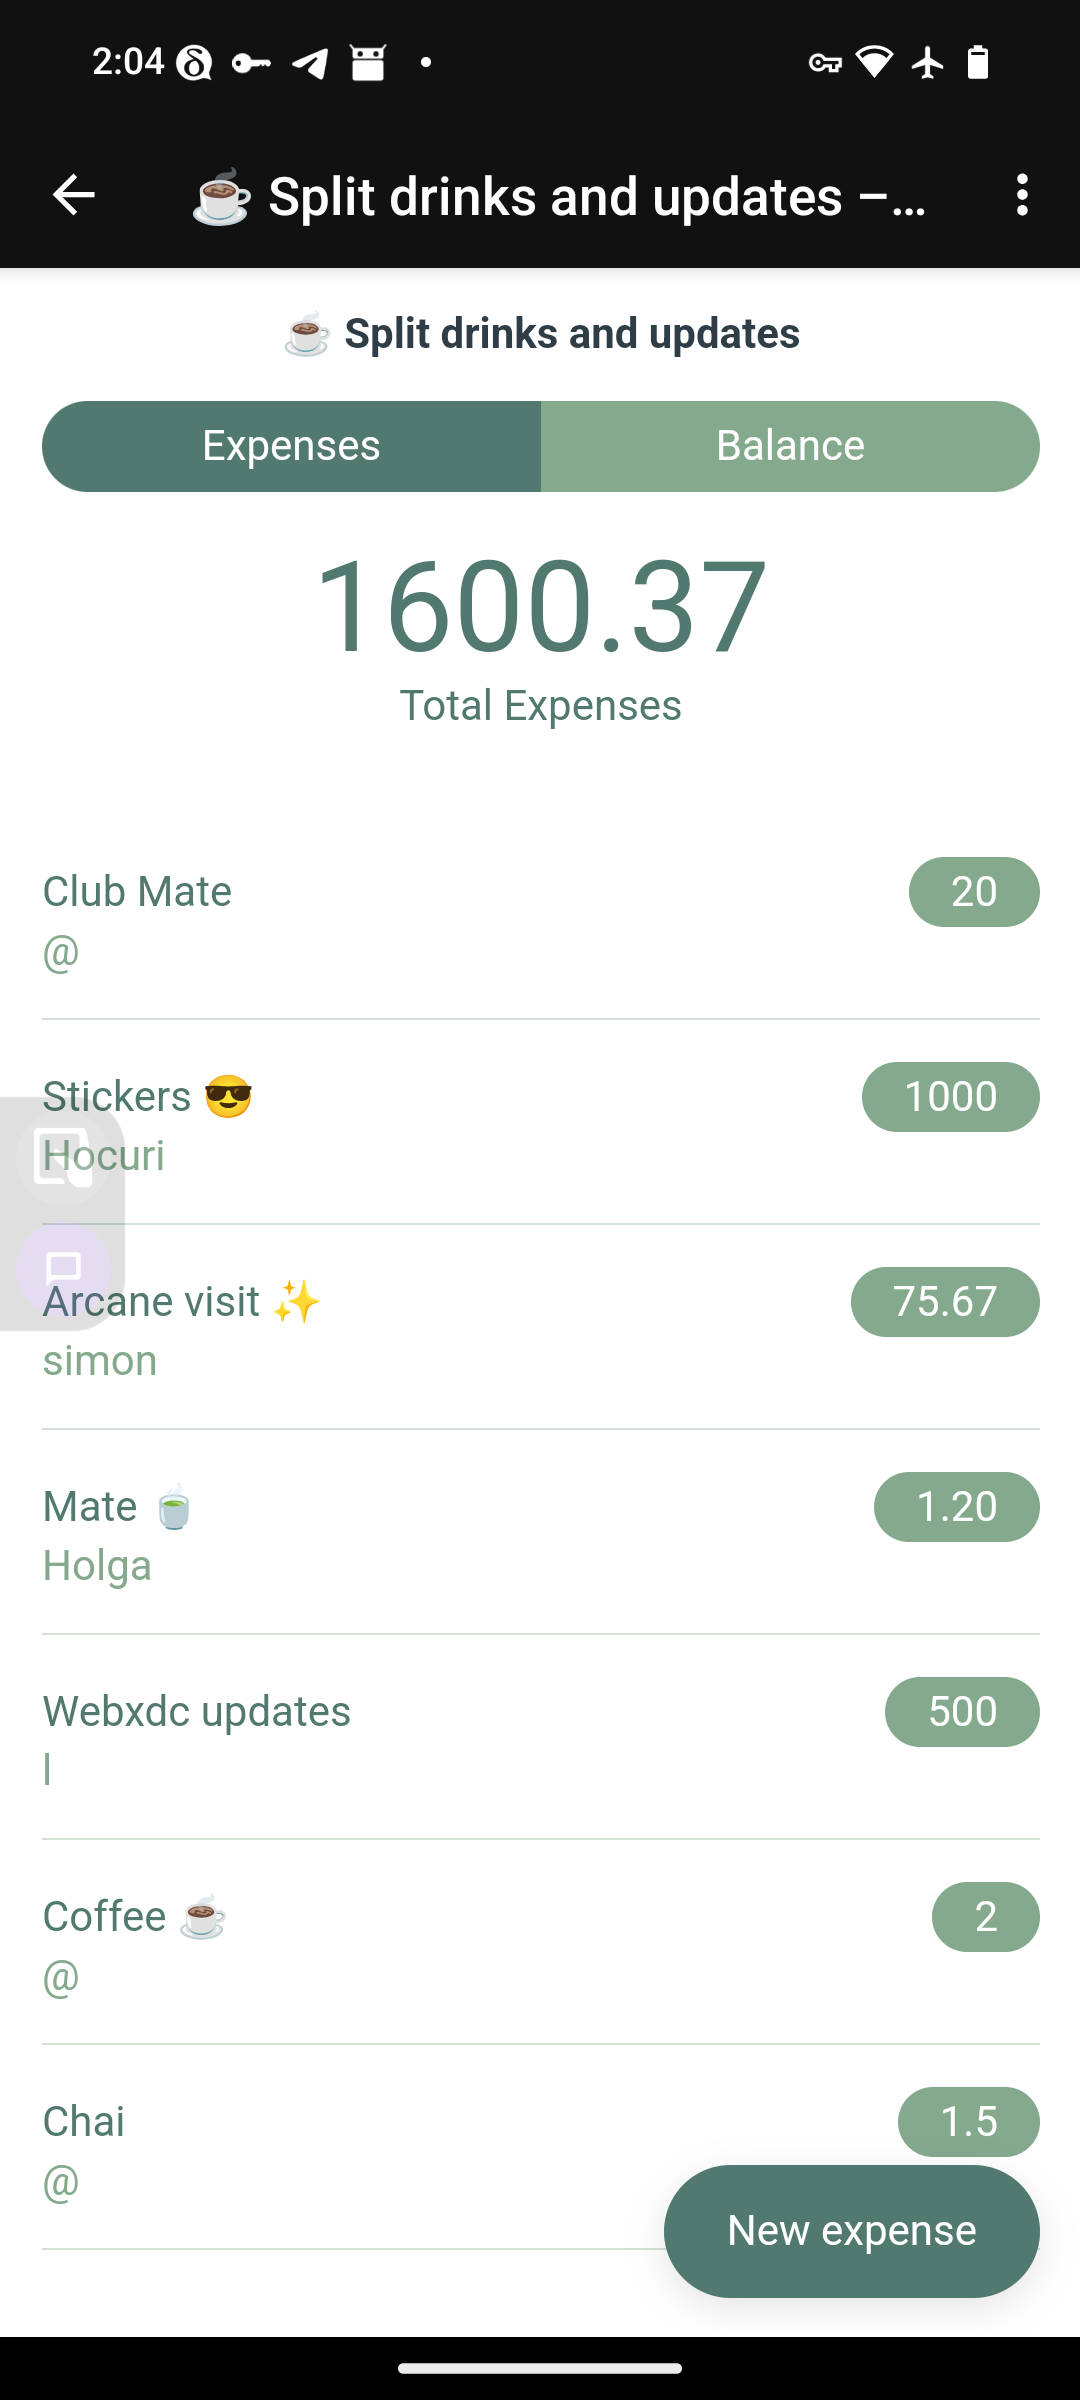 2:04
☕ Split drinks and updates –…
☕ Split drinks and updates
Expenses
Balance
1600.37
Total Expenses
Club Mate
20
@
Stickers 😎
1000
Hocuri
Arcane visit ✨
75.67
simon
Mate 🍵
1.20
Holga
Webxdc updates
500
l
Coffee ☕
2
@
Chai
1.5
@
New expense